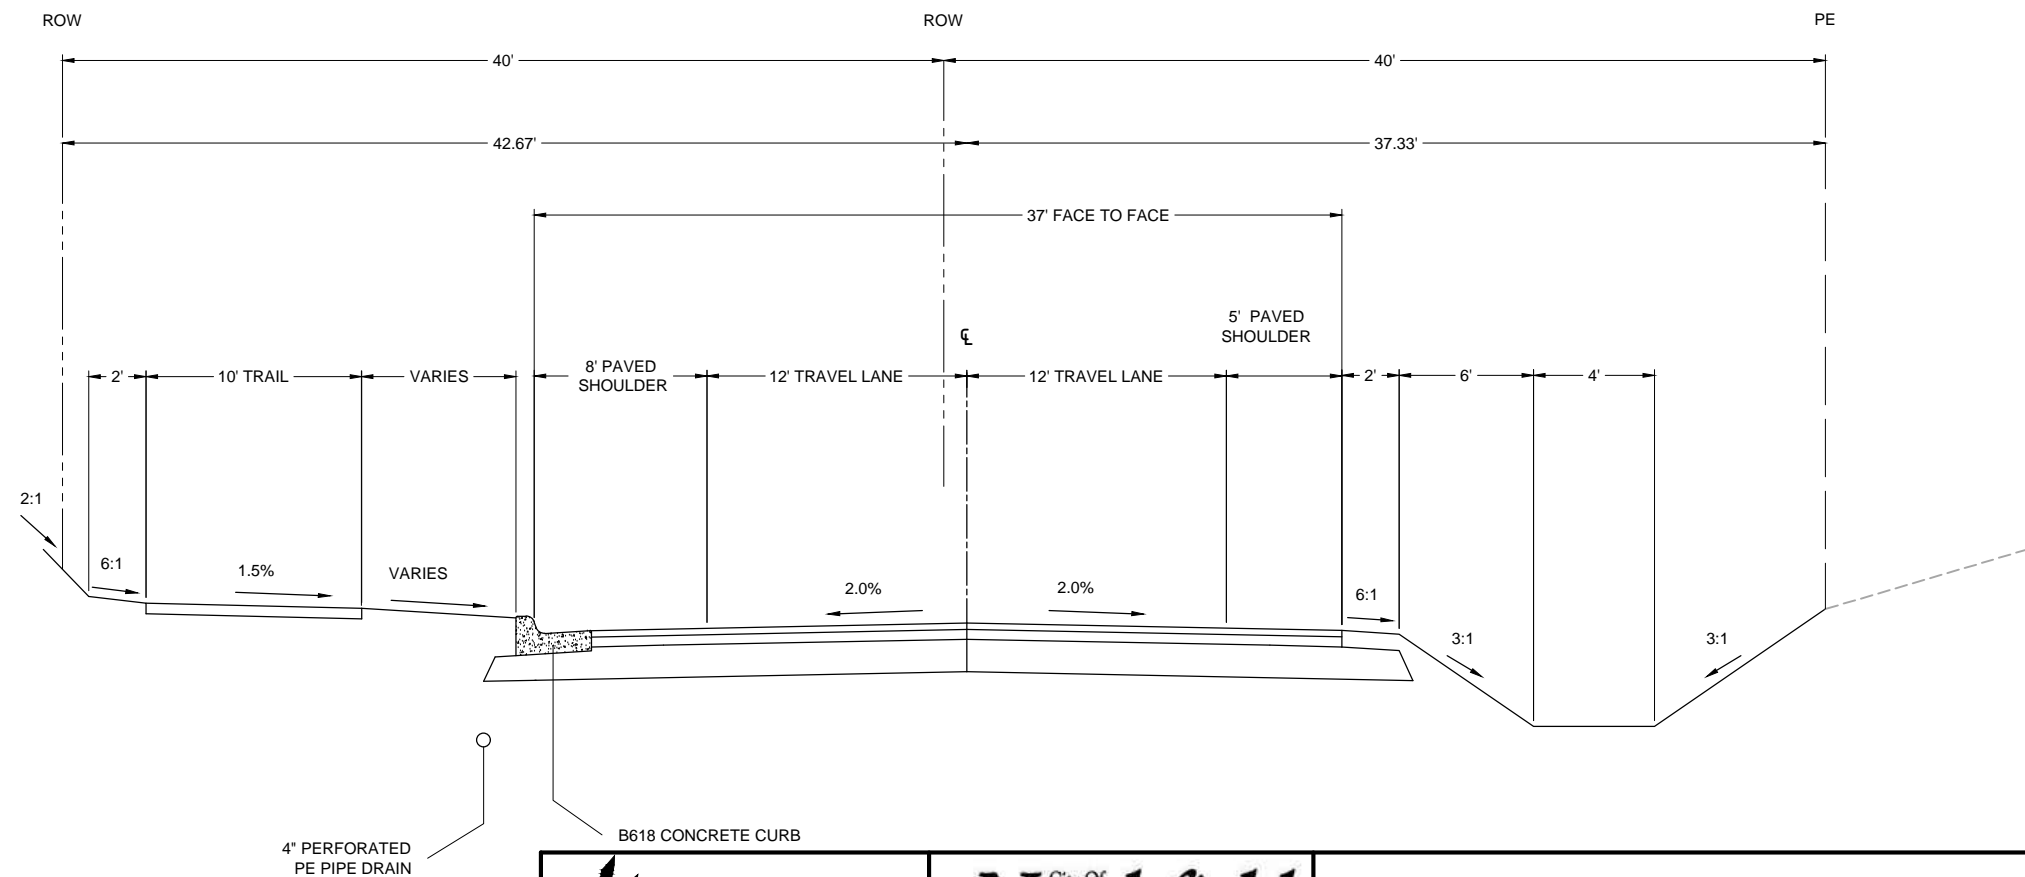 ROW ROW PE
40' 40'
42.67' 37.33'
37' FACE TO FACE
5' PAVED
SHOULDER
℄
8' PAVED
SHOULDER
2' 10' TRAIL VARIES 12' TRAVEL LANE 12' TRAVEL LANE 2' 6' 4'
2:1
6:1 1.5% VARIES 2.0% 2.0% 6:1
3:1 3:1
B618 CONCRETE CURB
4" PERFORATED
PE PIPE DRAIN
City Of